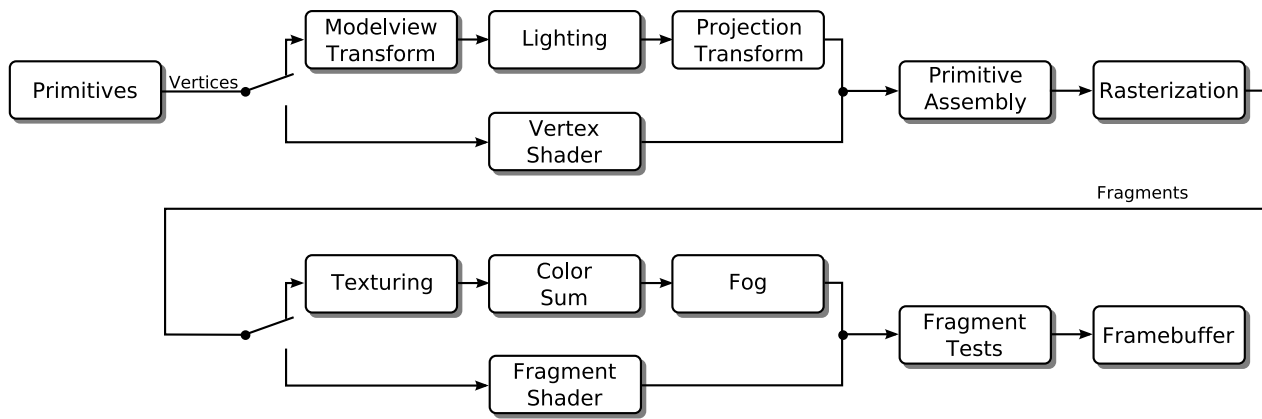 Primitives
Vertices
Modelview
Transform
Lighting
Projection
Transform
Vertex
Shader
Primitive
Assembly
Rasterization
Fragments
Texturing
Color
Sum
Fog
Fragment
Shader
Fragment
Tests
Framebuffer